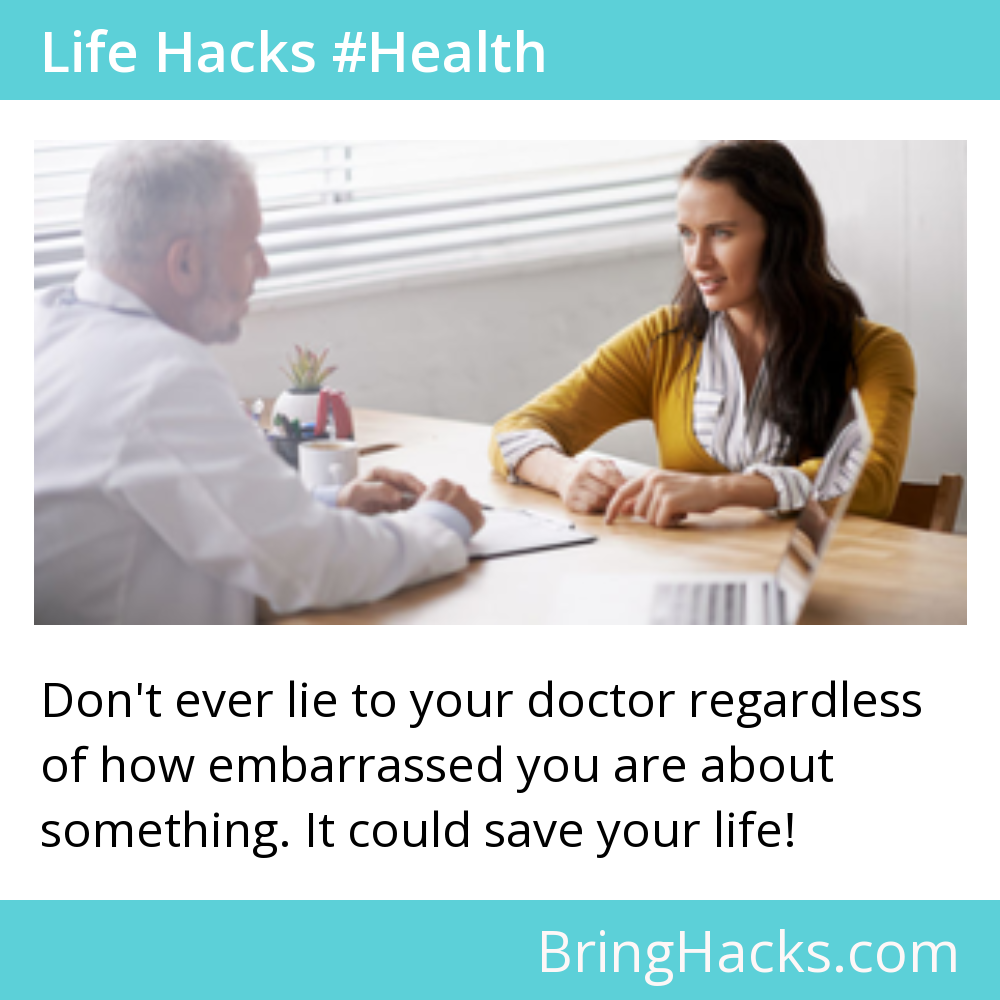 Life Hacks #Health
Don't ever lie to your doctor regardless
of how embarrassed you are about
something. It could save your life!
BringHacks.com